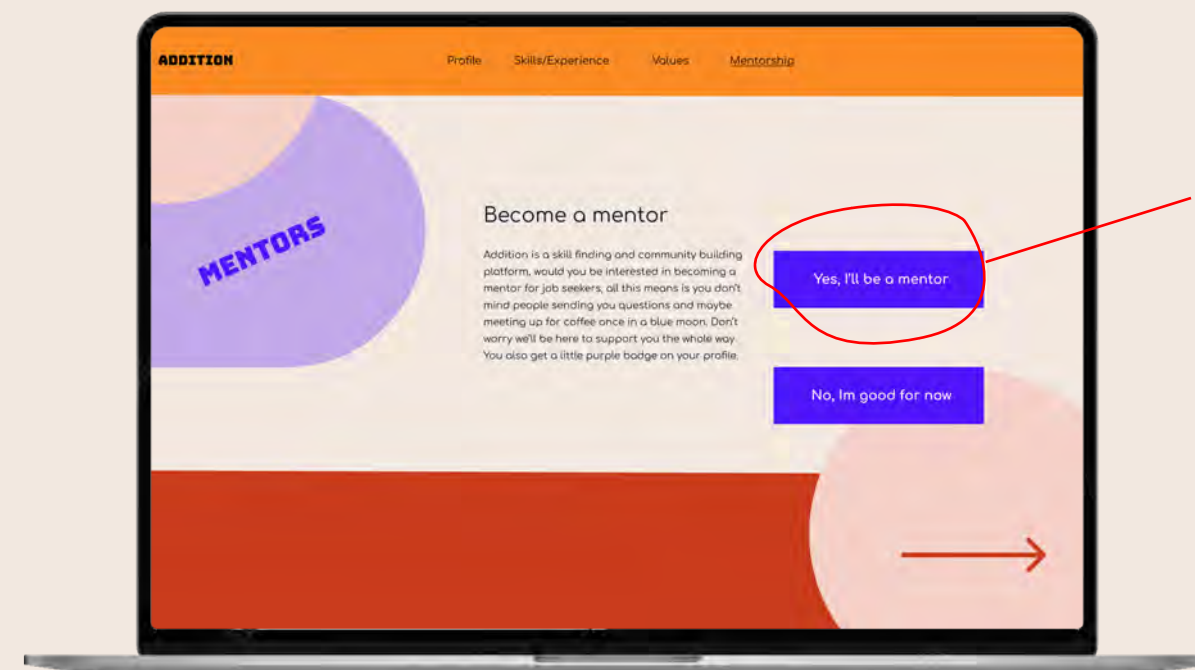 ADDITION
Profile
Skills/Experience
Values
Mentorship
MENTORS
Become a mentor
Addition is a skill finding and community building
platform, would you be interested in becoming a
mentor for job seekers, all this means is you don't
mind people sending you questions and maybe
meeting up for coffee once in a blue moon. Don't
worry we'll be here to support you the whole way.
You also get a little purple badge on your profile.
Yes, I'll be a mentor
No, Im good for now